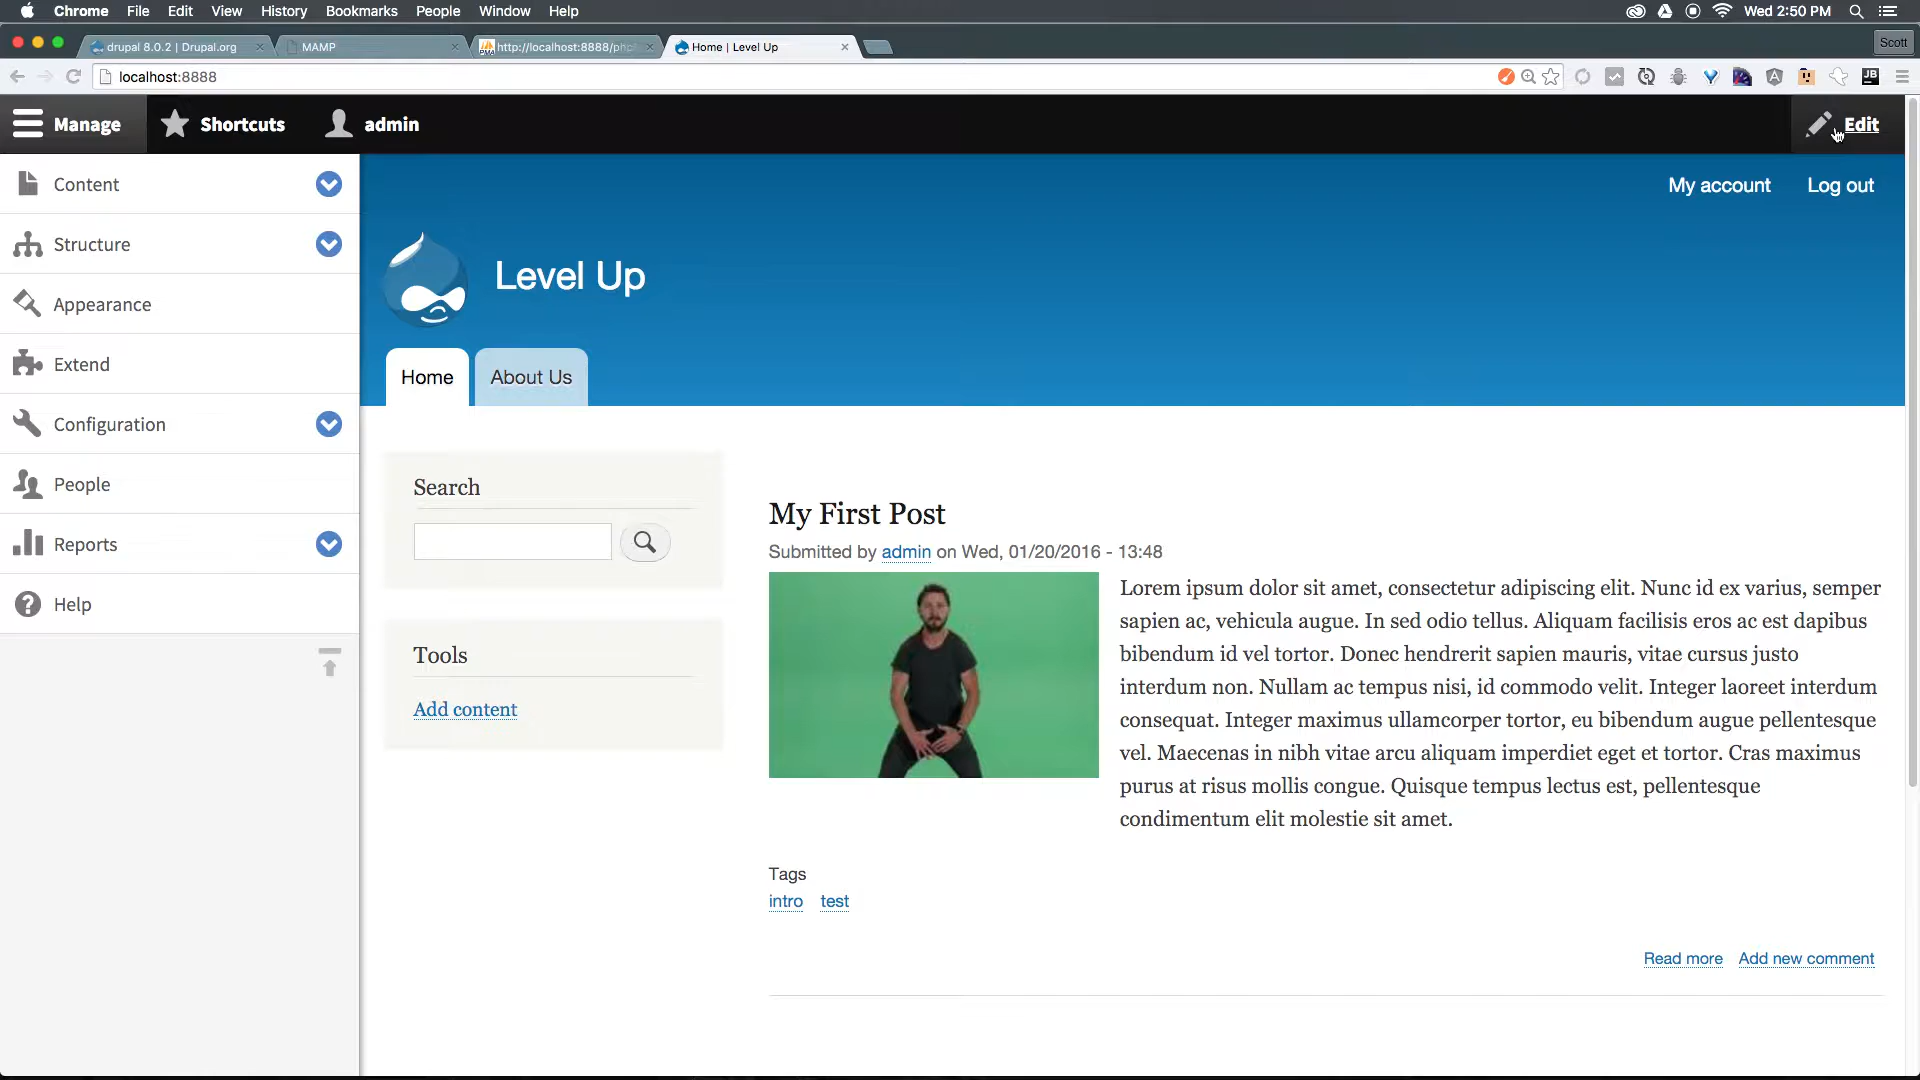 Chrome File Edit View History Bookmarks People Window Help Wed 2:50 PM
drupal 8.0.2 | Drupal.org MAMP http://localhost:8888/php Home | Level Up Scott
localhost:8888
JB
Manage Shortcuts admin Edit
Content
Structure
Appearance
Extend
Configuration
People
Reports
Help
My account Log out
Level Up
Home About Us
Search
Tools
Add content
My First Post
Submitted by admin on Wed, 01/20/2016 - 13:48
Lorem ipsum dolor sit amet, consectetur adipiscing elit. Nunc id ex varius, semper
sapien ac, vehicula augue. In sed odio tellus. Aliquam facilisis eros ac est dapibus
bibendum id vel tortor. Donec hendrerit sapien mauris, vitae cursus justo
interdum non. Nullam ac tempus nisi, id commodo velit. Integer laoreet interdum
consequat. Integer maximus ullamcorper tortor, eu bibendum augue pellentesque
vel. Maecenas in nibh vitae arcu aliquam imperdiet eget et tortor. Cras maximus
purus at risus mollis congue. Quisque tempus lectus est, pellentesque
condimentum elit molestie sit amet.
Tags
intro test
Read more Add new comment